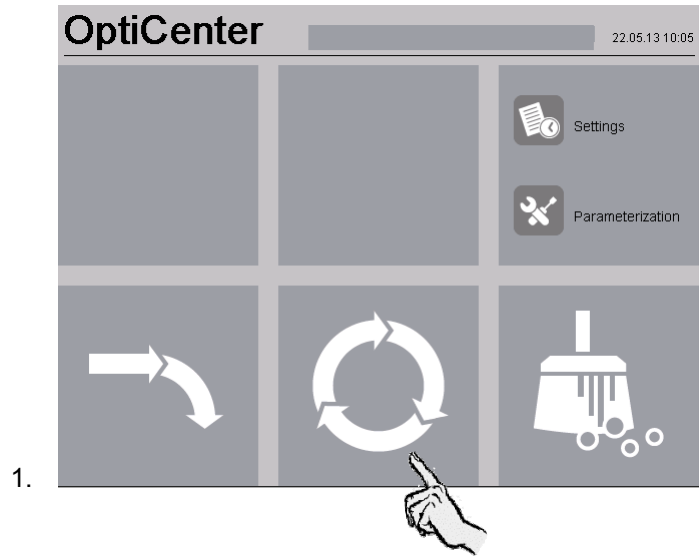 OptiCenter
22.05.13 10:05
Settings
Parameterization
1.